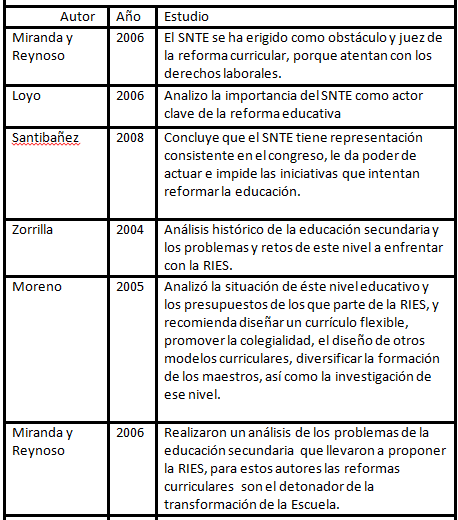 Autor Año Estudio
Miranda y 2006 El SNTE se ha erigido como obstáculo y juez de
Reynoso la reforma curricular, porque atentan con los
derechos laborales.
Loyo 2006 Analizo la importancia del SNTE como actor
clave de la reforma educativa
Santibañez 2008 Concluye que el SNTE tiene representación
consistente en el congreso, le da poder de
actuar e impide las iniciativas que intentan
reformar la educación.
Zorrilla 2004 Análisis histórico de la educación secundaria y
los problemas y retos de este nivel a enfrentar
con la RIES.
Moreno 2005 Analizó la situación de éste nivel educativo y
los presupuestos de los que parte de la RIES, y
recomienda diseñar un currículo flexible,
promover la colegialidad, el diseño de otros
modelos curriculares, diversificar la formación
de los maestros, así como la investigación de
ese nivel.
Miranda y 2006 Realizaron un análisis de los problemas de la
Reynoso educación secundaria que llevaron a proponer
la RIES, para estos autores las reformas
curriculares son el detonador de la
transformación de la Escuela.